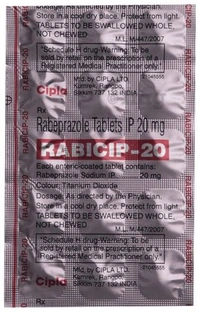 Dosage: As directed by the Physician.
Store in a cool dry place. Protect from light.
TABLETS TO BE SWALLOWED WHOLE,
NOT CHEWED
M.L. M/447/2007
"Schedule H drug-Warning: To be
sold by retail on the prescription of a
Registered Medical Practitioner only."
Cipla
Mfd. by CIPLA LTD.
Kumrek, Rangpo,
Sikkim 737 132 INDIA
Rx
Rabeprazole Tablets IP 20 mg
RABICIP-20
Each enteric-coated tablet contains:
Rabeprazole Sodium IP 20 mg
Colour: Titanium Dioxide
Dosage: As directed by the Physician.
Store in a cool dry place. Protect from light.
TABLETS TO BE SWALLOWED WHOLE,
NOT CHEWED
M.L. M/447/2007
"Schedule H drug-Warning: To be
sold by retail on the prescription of a
Registered Medical Practitioner only."
Cipla
Mfd. by CIPLA LTD.
Kumrek, Rangpo,
Sikkim 737 132 INDIA
Rx